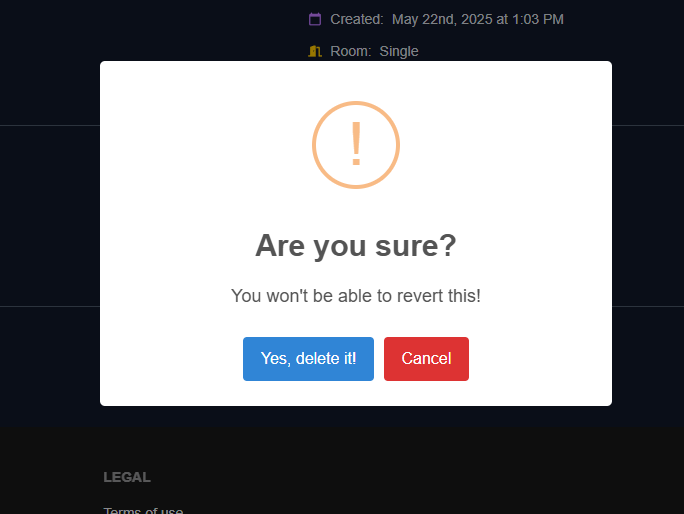 Created: May 22nd, 2025 at 1:03 PM
Room: Single
!
Are you sure?
You won't be able to revert this!
Yes, delete it! Cancel
LEGAL
Terms of use